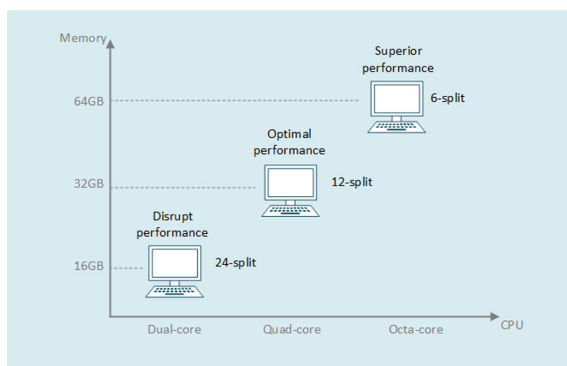 Memory
Superior
performance
64GB
6-split
Optimal
performance
32GB
12-split
Disrupt
performance
16GB
24-split
CPU
Dual-core
Quad-core
Octa-core